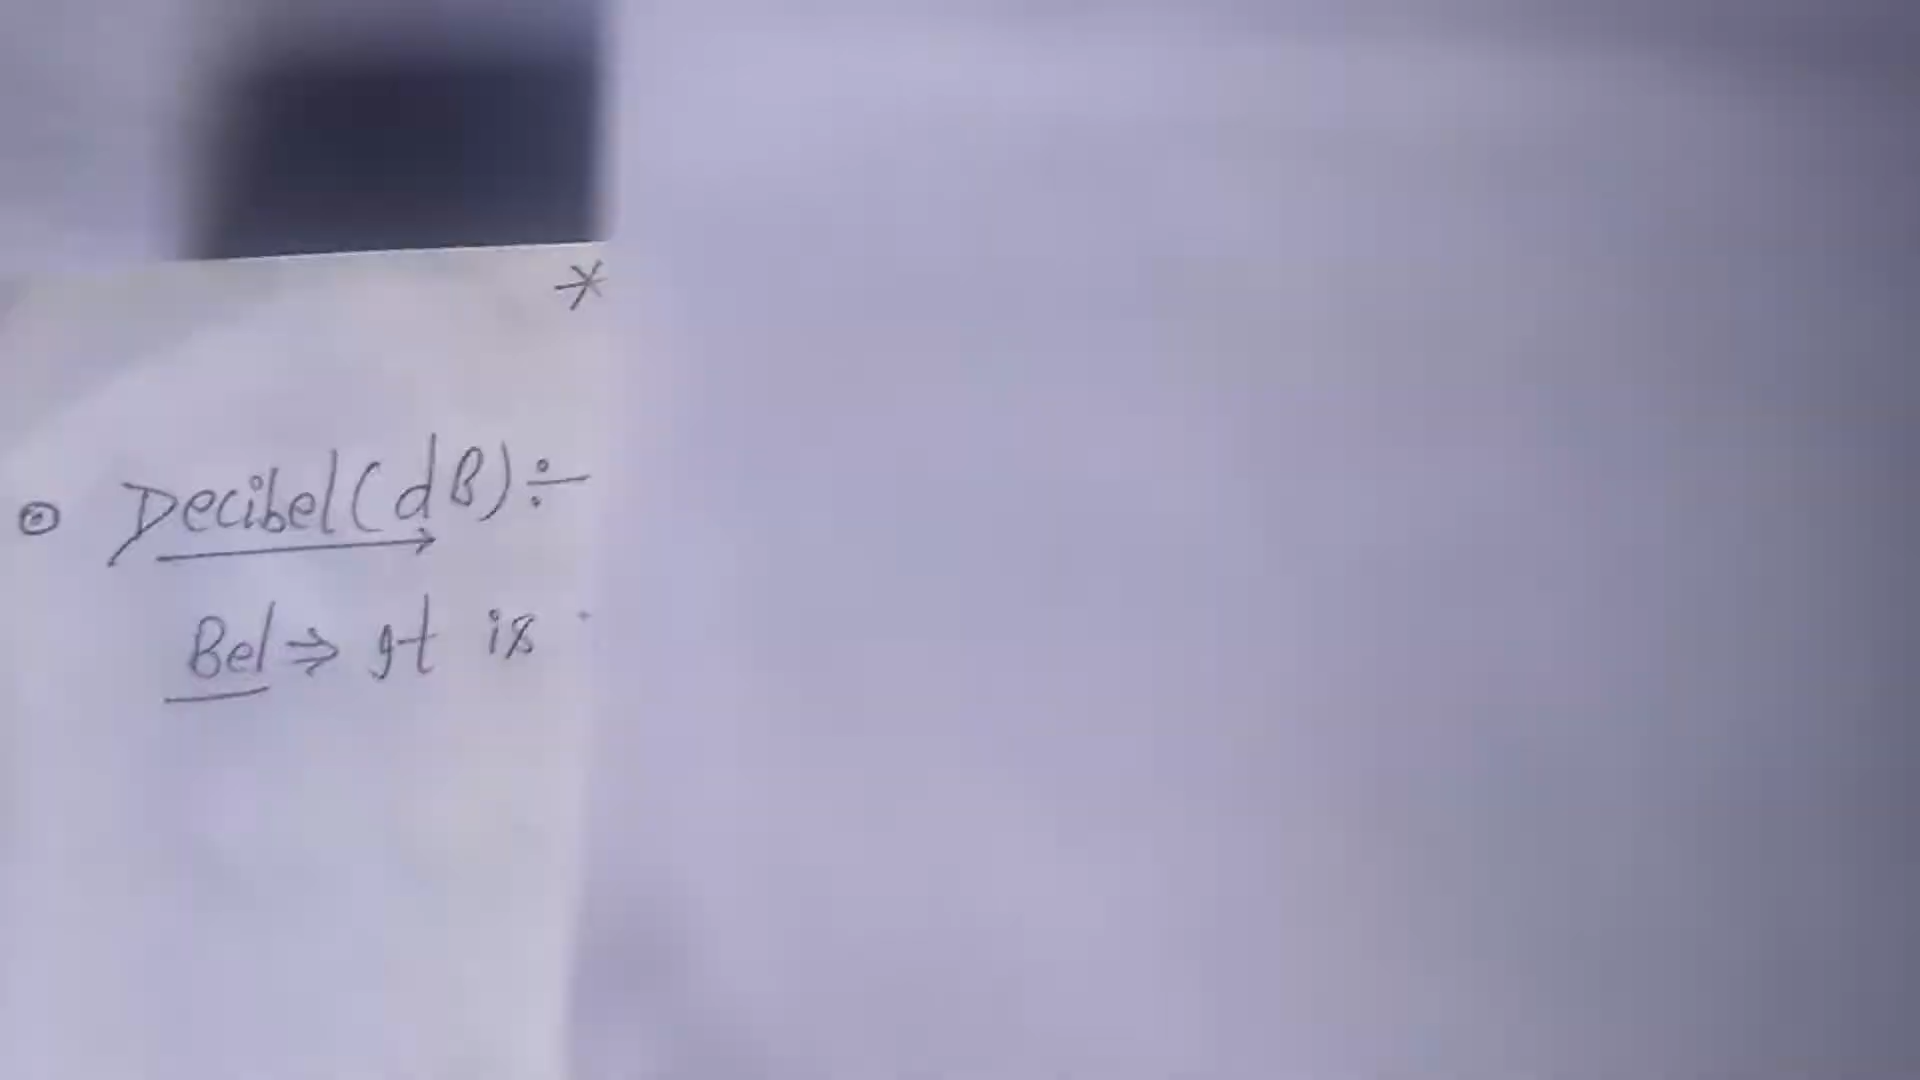 *
⊙ Decibel (dB) :-
Bel ⇒ It is